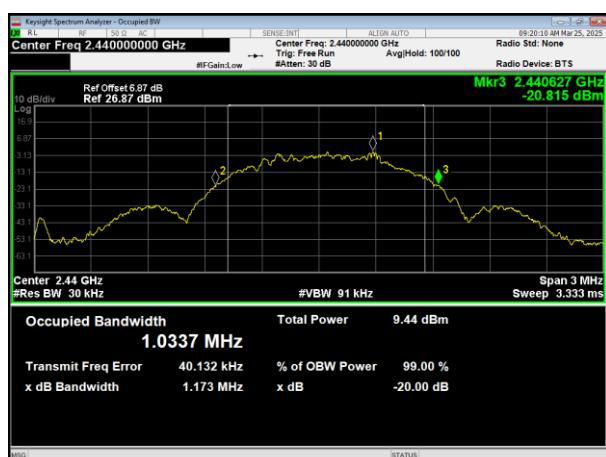 Keysight Spectrum Analyzer - Occupied BW
RL RF 50 Ω AC SENSE:INT ALIGN AUTO 09:20:10 AM Mar 25, 2025
Center Freq 2.440000000 GHz Center Freq: 2.440000000 GHz Radio Std: None
Trig: Free Run Avg|Hold: 100/100
#IFGain:Low #Atten: 30 dB Radio Device: BTS
Ref Offset 6.87 dB Mkr3 2.440627 GHz
10 dB/div Ref 26.87 dBm -20.815 dBm
Log
16.9
6.87
-3.13
-13.1
-23.1
-33.1
-43.1
-53.1
-63.1
1
2
3
Center 2.44 GHz Span 3 MHz
#Res BW 30 kHz #VBW 91 kHz Sweep 3.333 ms
Occupied Bandwidth Total Power 9.44 dBm
1.0337 MHz
Transmit Freq Error 40.132 kHz % of OBW Power 99.00 %
x dB Bandwidth 1.173 MHz x dB -20.00 dB
MSG STATUS